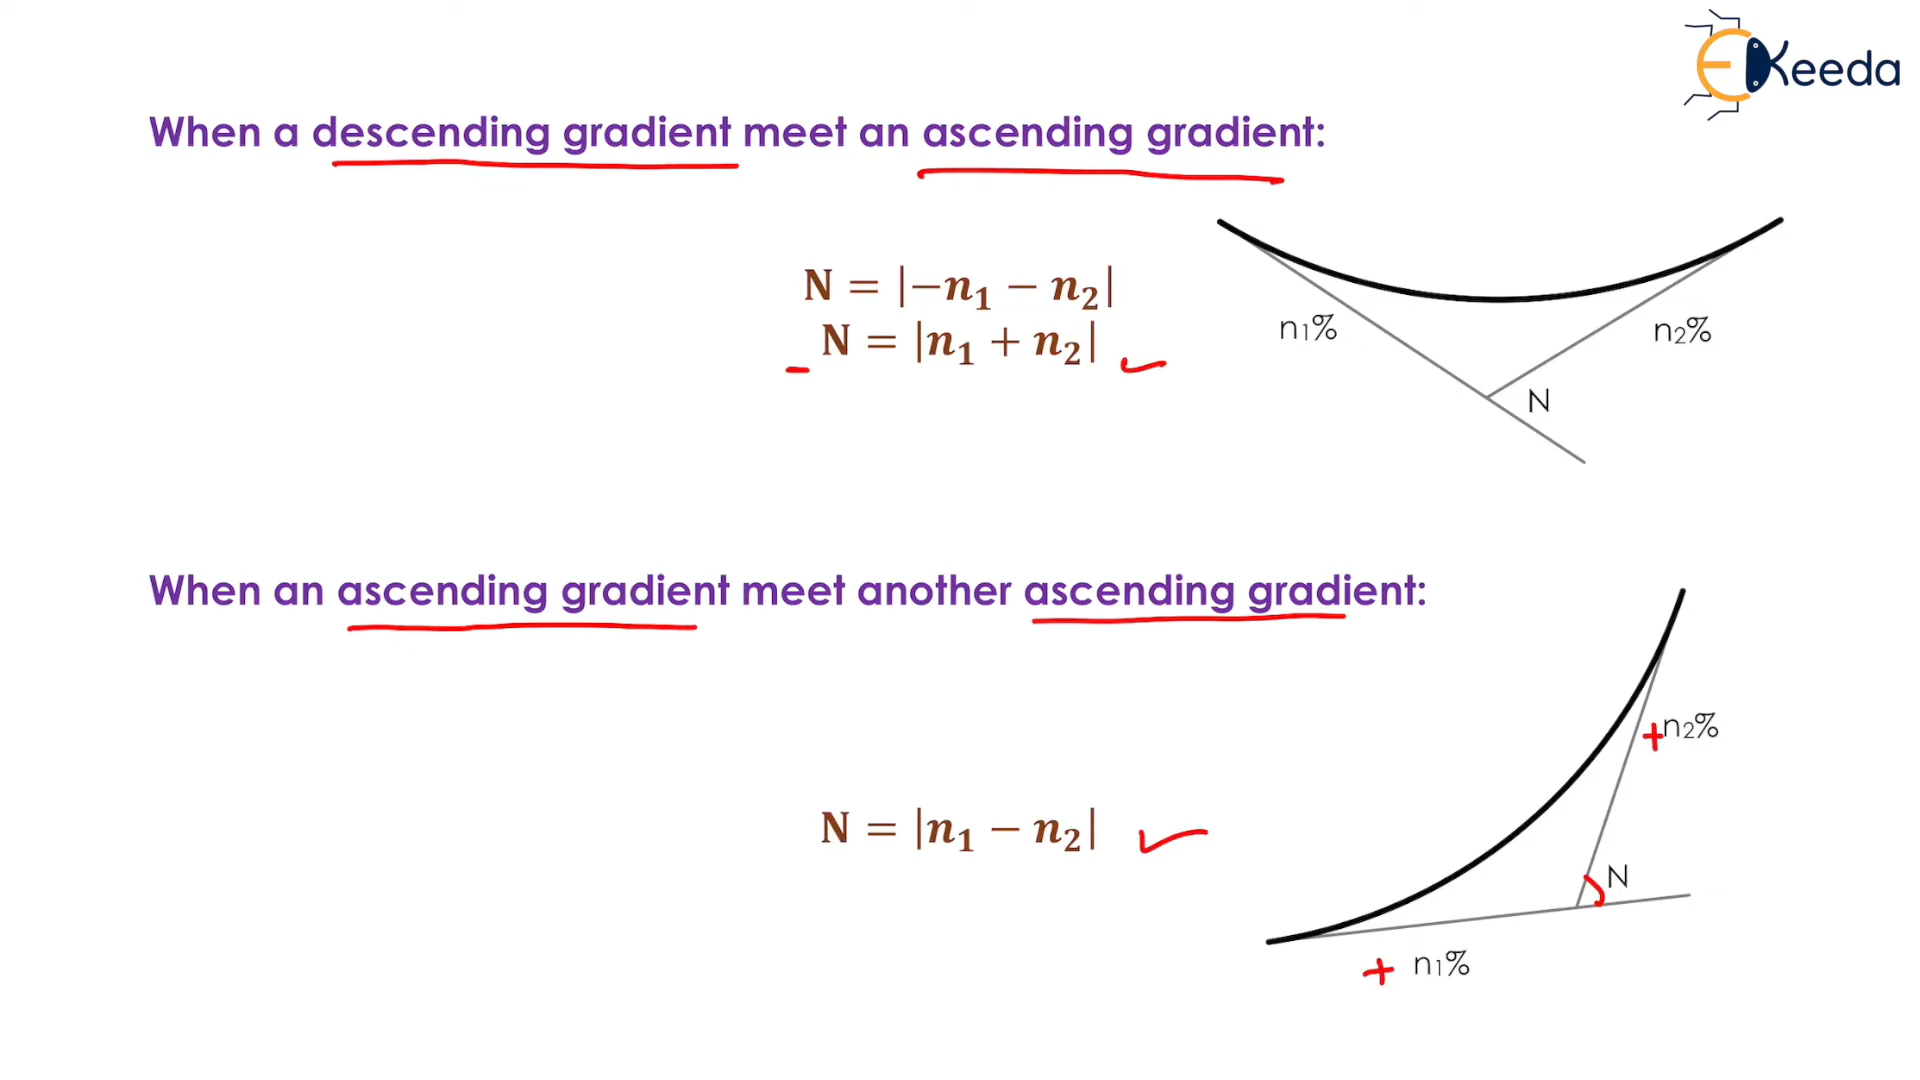 EKeeda
When a descending gradient meet an ascending gradient:
N = |−n₁ − n₂|
N = |n₁ + n₂|
n1%
n2%
N
When an ascending gradient meet another ascending gradient:
+n2%
N = |n₁ − n₂|
N
+ n1%